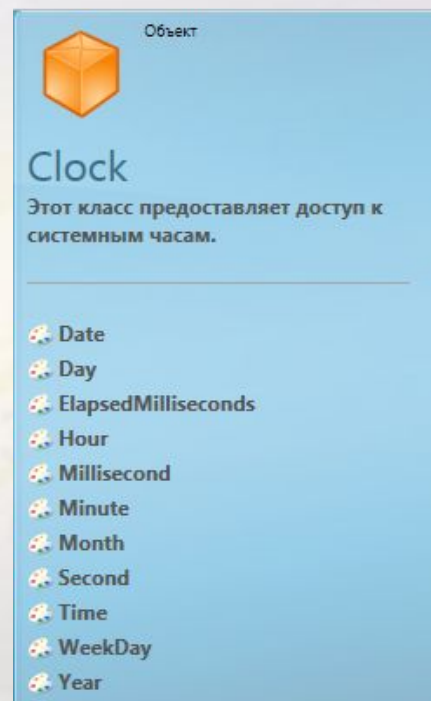 Объект
Clock
Этот класс предоставляет доступ к
системным часам.
Date
Day
ElapsedMilliseconds
Hour
Millisecond
Minute
Month
Second
Time
WeekDay
Year